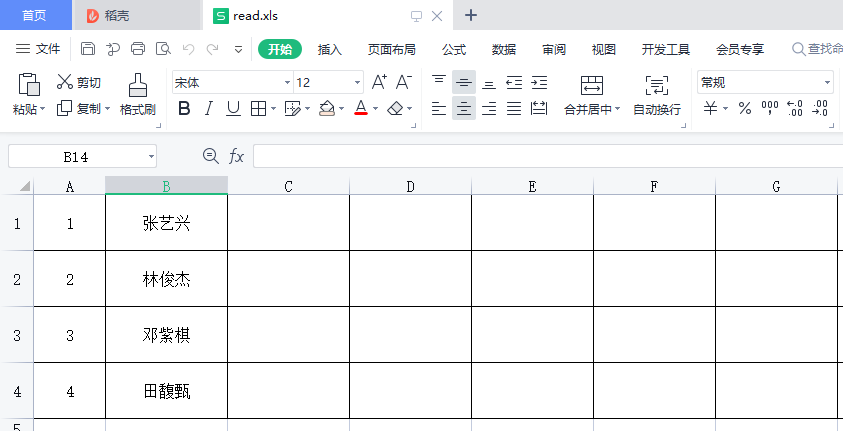 首页 稻壳 read.xls
文件 开始 插入 页面布局 公式 数据 审阅 视图 开发工具 会员专享 查找命
粘贴 剪切 复制 格式刷 宋体 12 合并居中 自动换行 常规
B I U A A+ A- ¥ % 000 ←.0 .00 .00 →.0
B14 fx
A B C D E F G
1 1 张艺兴
2 2 林俊杰
3 3 邓紫棋
4 4 田馥甄
5